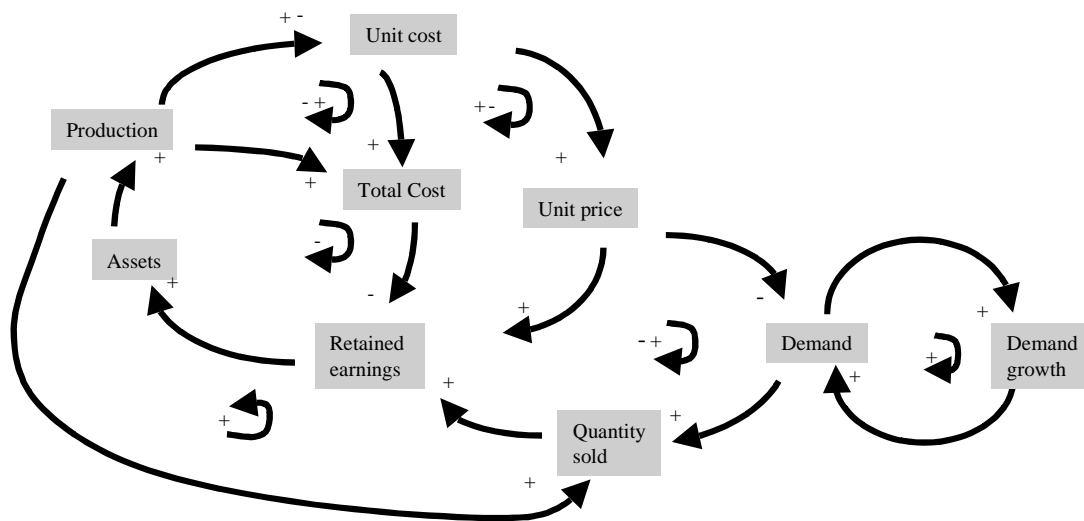 + -
Unit cost
- +
+-
Production
+
+
+
+
Total Cost
Unit price
-
Assets
+
-
+
-
+
Retained
earnings
- +
Demand
+
+
Demand
growth
+
+
+
Quantity
sold
+